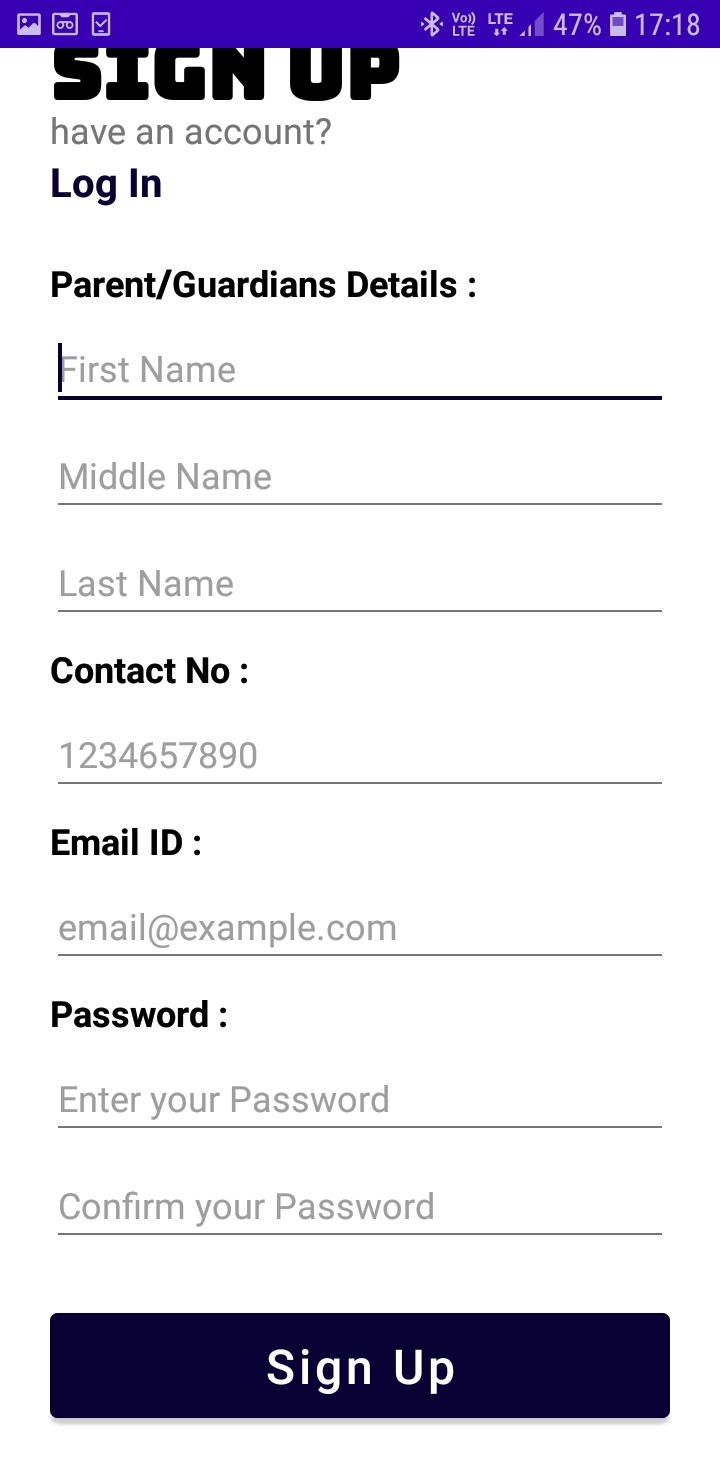 Vo)) LTE LTE 47% 17:18
SIGN UP
have an account?
Log In
Parent/Guardians Details :
First Name
Middle Name
Last Name
Contact No :
1234657890
Email ID :
email@example.com
Password :
Enter your Password
Confirm your Password
Sign Up